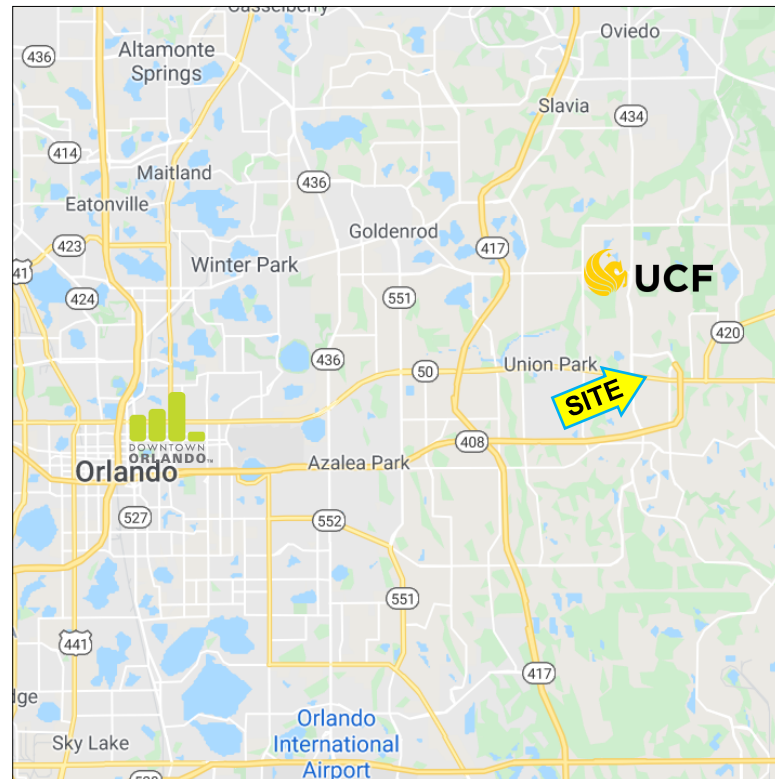 Casselberry
Oviedo
436
Altamonte
Springs
Slavia
434
414
Maitland
436
Eatonville
Goldenrod
423
417
41
Winter Park
UCF
424
551
420
436
50
Union Park
SITE
DOWNTOWN
ORLANDO
408
Orlando
Azalea Park
527
552
551
441
417
dge
Orlando
International
Airport
Sky Lake